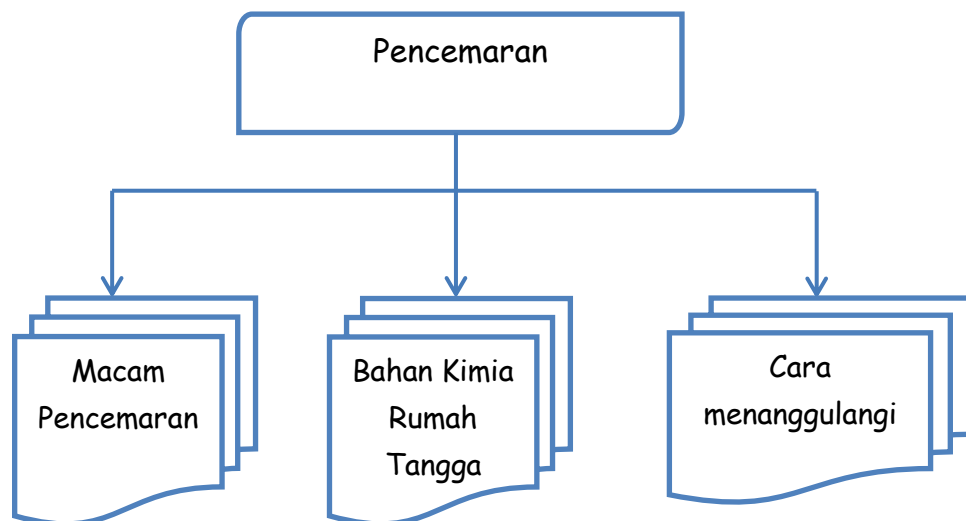 Pencemaran
Macam
Pencemaran
Bahan Kimia
Rumah
Tangga
Cara
menanggulangi